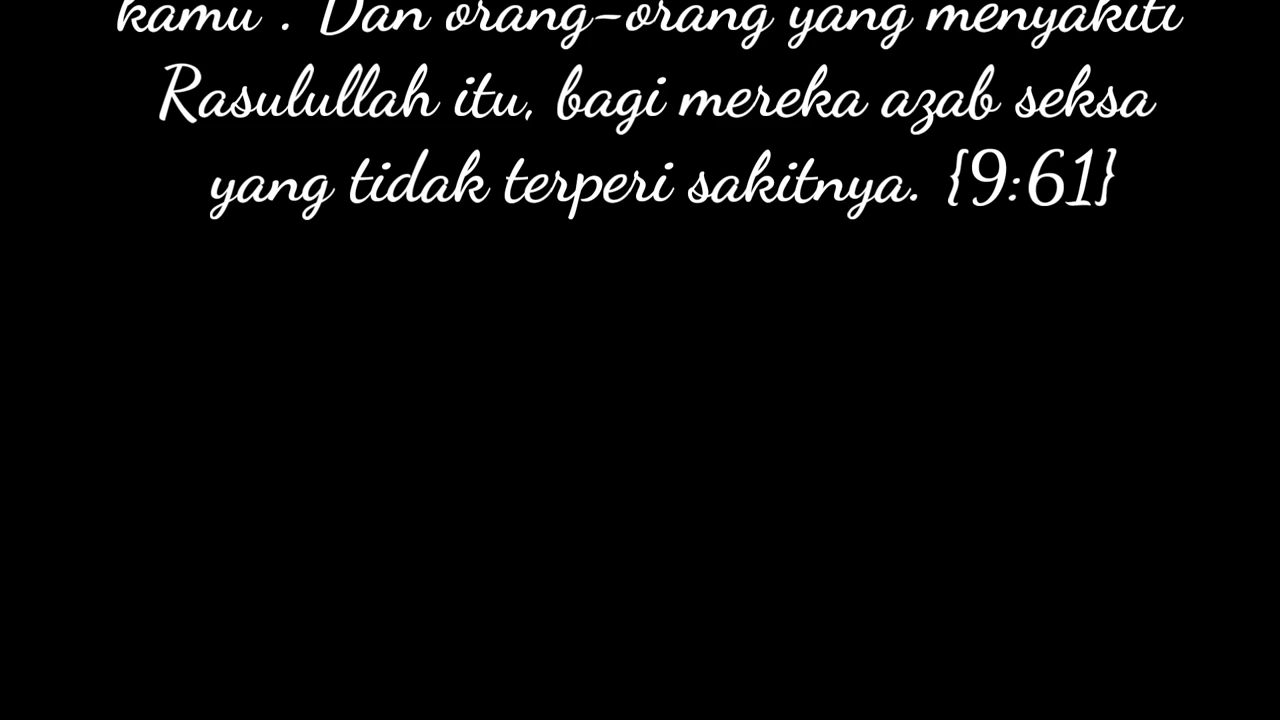 kamu". Dan orang-orang yang menyakiti
Rasulullah itu, bagi mereka azab seksa
yang tidak terperi sakitnya. {9:61}